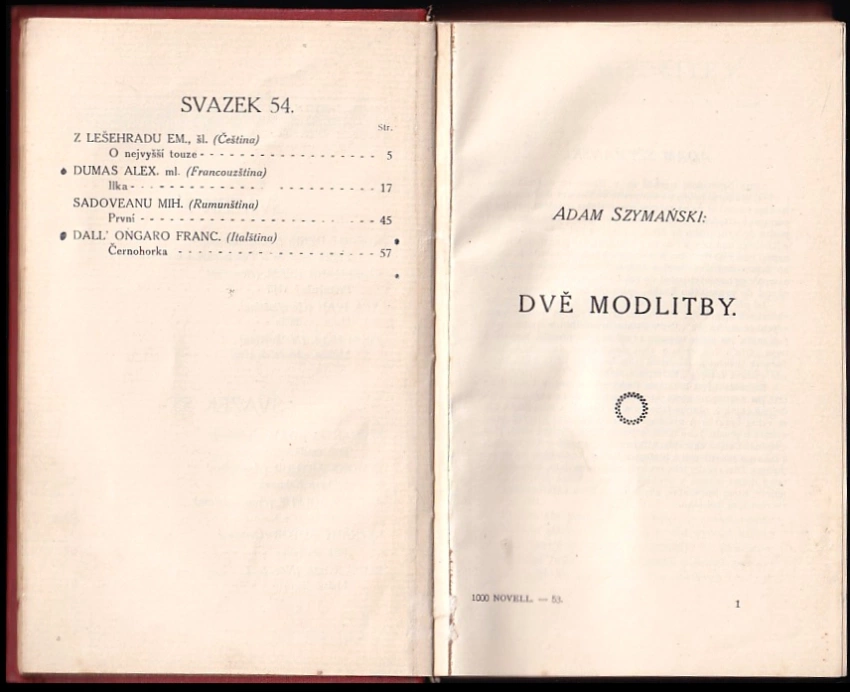 SVAZEK 54.
Str.
Z LEŠEHRADU EM., šl. (Čeština)
O nejvyšší touze - - - - - - - - - - - - - - - - - - 5
DUMAS ALEX. ml. (Francouzština)
Ilka - - - - - - - - - - - - - - - - - - - - - - - 17
SADOVEANU MIH. (Rumunština)
První - - - - - - - - - - - - - - - - - - - - - - 45
DALL' ONGARO FRANC. (Italština)
Černohorka - - - - - - - - - - - - - - - - - - - 57
ADAM SZYMAŃSKI:
DVĚ MODLITBY.
1000 NOVELL. — 53.
1